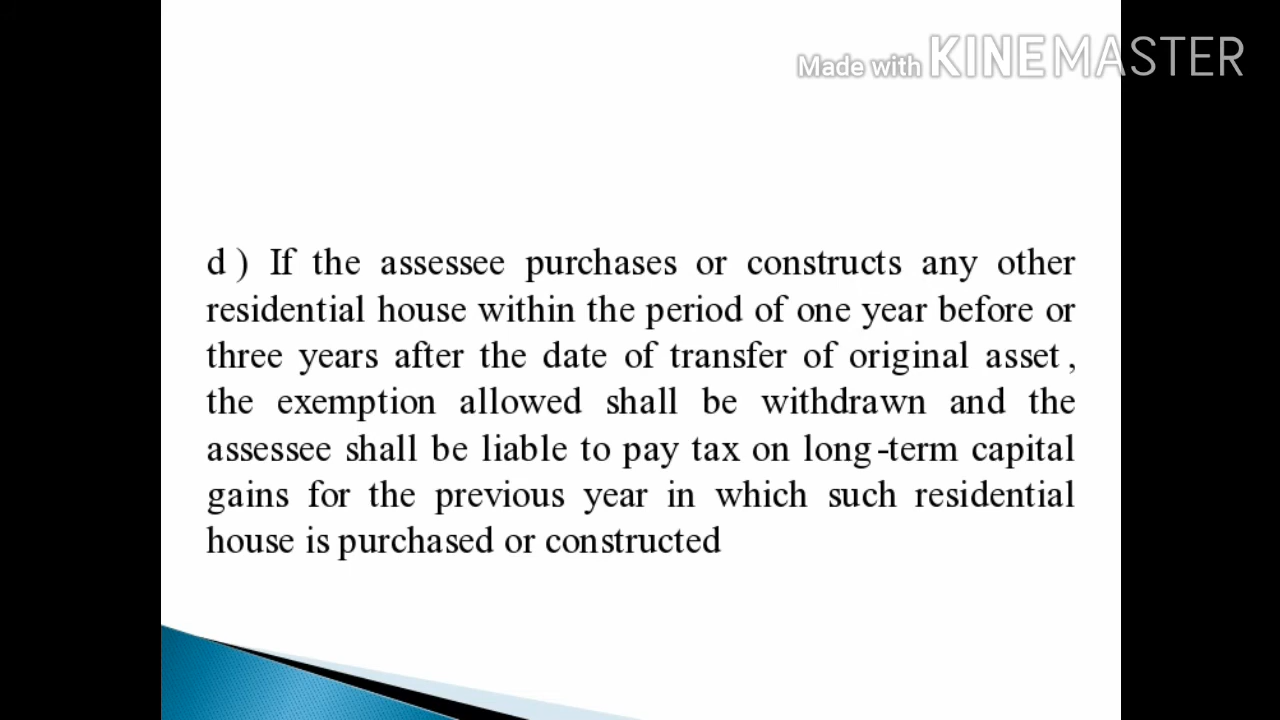 Made with KINEMASTER
d ) If the assessee purchases or constructs any other
residential house within the period of one year before or
three years after the date of transfer of original asset ,
the exemption allowed shall be withdrawn and the
assessee shall be liable to pay tax on long -term capital
gains for the previous year in which such residential
house is purchased or constructed